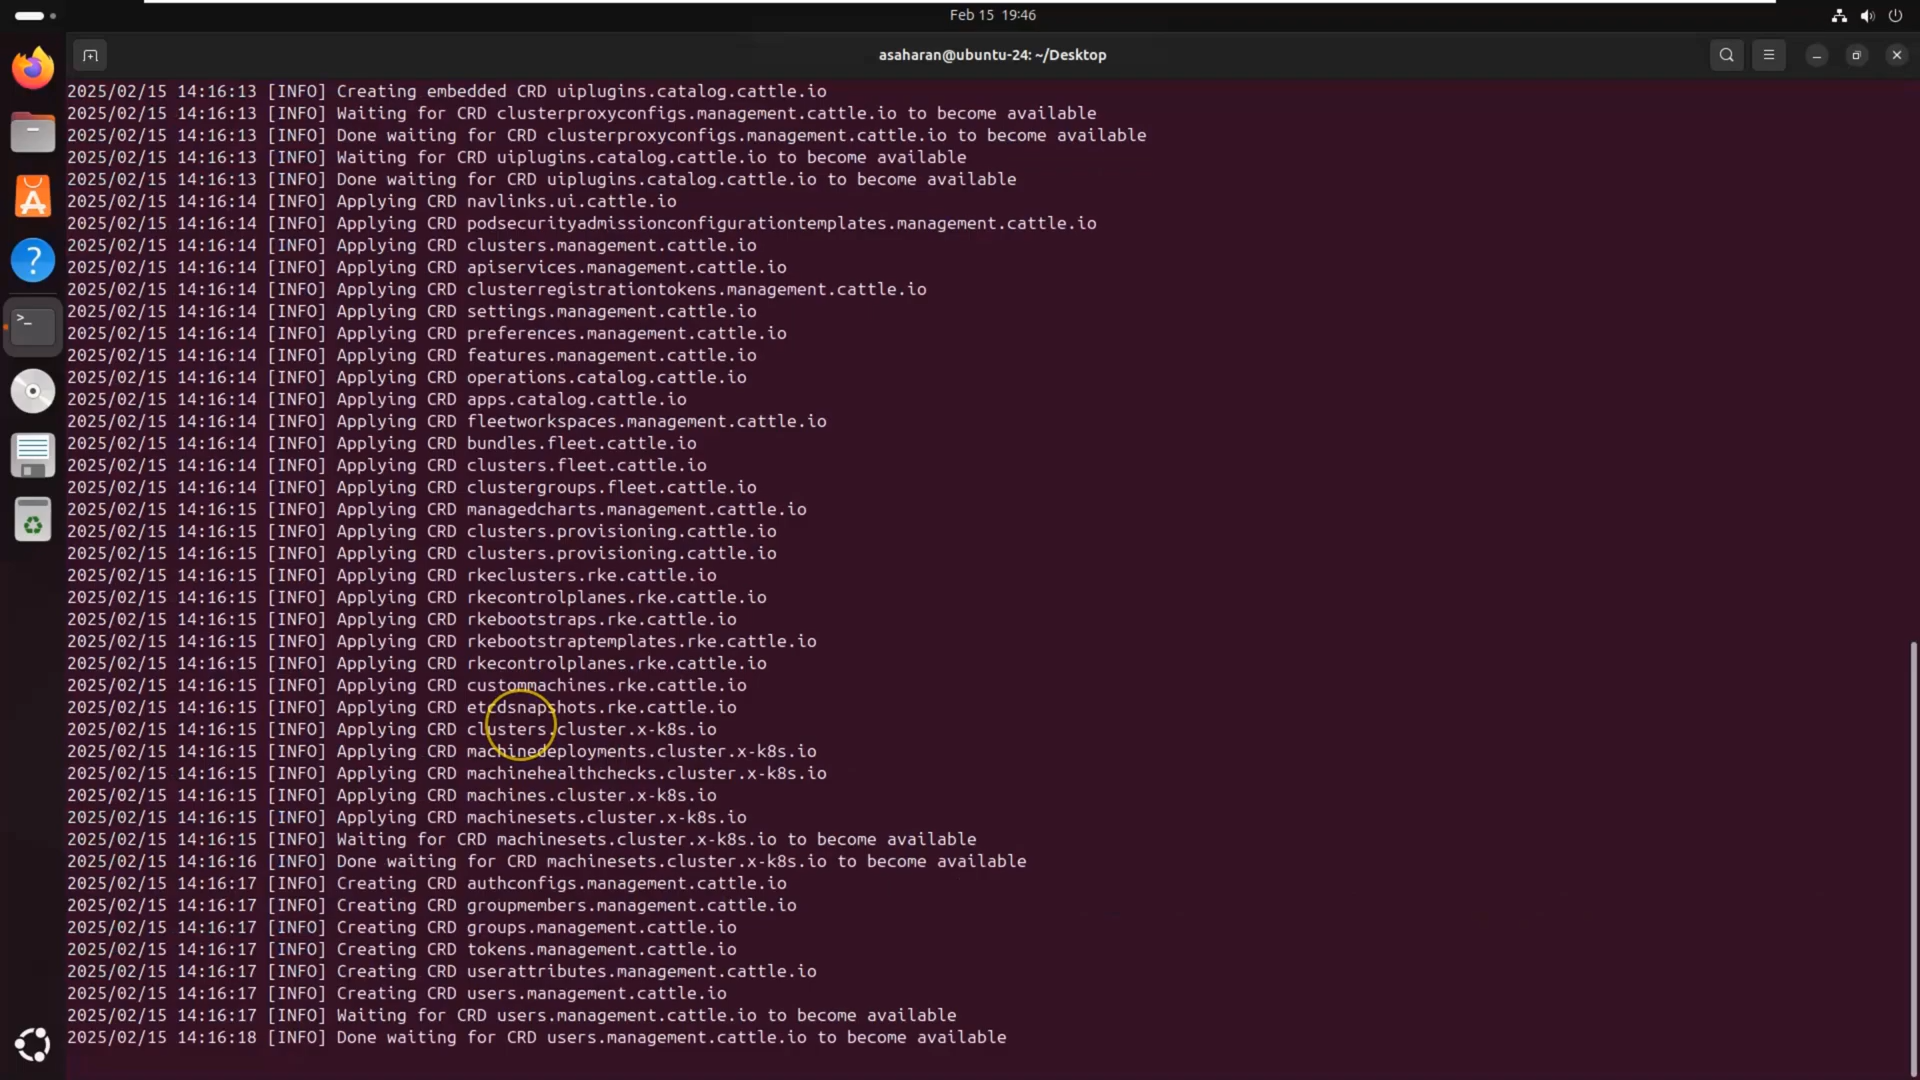 Feb 15 19:46
asaharan@ubuntu-24: ~/Desktop
2025/02/15 14:16:13 [INFO] Creating embedded CRD uiplugins.catalog.cattle.io
2025/02/15 14:16:13 [INFO] Waiting for CRD clusterproxyconfigs.management.cattle.io to become available
2025/02/15 14:16:13 [INFO] Done waiting for CRD clusterproxyconfigs.management.cattle.io to become available
2025/02/15 14:16:13 [INFO] Waiting for CRD uiplugins.catalog.cattle.io to become available
2025/02/15 14:16:13 [INFO] Done waiting for CRD uiplugins.catalog.cattle.io to become available
2025/02/15 14:16:14 [INFO] Applying CRD navlinks.ui.cattle.io
2025/02/15 14:16:14 [INFO] Applying CRD podsecurityadmissionconfigurationtemplates.management.cattle.io
2025/02/15 14:16:14 [INFO] Applying CRD clusters.management.cattle.io
2025/02/15 14:16:14 [INFO] Applying CRD apiservices.management.cattle.io
2025/02/15 14:16:14 [INFO] Applying CRD clusterregistrationtokens.management.cattle.io
2025/02/15 14:16:14 [INFO] Applying CRD settings.management.cattle.io
2025/02/15 14:16:14 [INFO] Applying CRD preferences.management.cattle.io
2025/02/15 14:16:14 [INFO] Applying CRD features.management.cattle.io
2025/02/15 14:16:14 [INFO] Applying CRD operations.catalog.cattle.io
2025/02/15 14:16:14 [INFO] Applying CRD apps.catalog.cattle.io
2025/02/15 14:16:14 [INFO] Applying CRD fleetworkspaces.management.cattle.io
2025/02/15 14:16:14 [INFO] Applying CRD bundles.fleet.cattle.io
2025/02/15 14:16:14 [INFO] Applying CRD clusters.fleet.cattle.io
2025/02/15 14:16:14 [INFO] Applying CRD clustergroups.fleet.cattle.io
2025/02/15 14:16:15 [INFO] Applying CRD managedcharts.management.cattle.io
2025/02/15 14:16:15 [INFO] Applying CRD clusters.provisioning.cattle.io
2025/02/15 14:16:15 [INFO] Applying CRD clusters.provisioning.cattle.io
2025/02/15 14:16:15 [INFO] Applying CRD rkeclusters.rke.cattle.io
2025/02/15 14:16:15 [INFO] Applying CRD rkecontrolplanes.rke.cattle.io
2025/02/15 14:16:15 [INFO] Applying CRD rkebootstraps.rke.cattle.io
2025/02/15 14:16:15 [INFO] Applying CRD rkebootstraptemplates.rke.cattle.io
2025/02/15 14:16:15 [INFO] Applying CRD rkecontrolplanes.rke.cattle.io
2025/02/15 14:16:15 [INFO] Applying CRD custommachines.rke.cattle.io
2025/02/15 14:16:15 [INFO] Applying CRD etcdsnapshots.rke.cattle.io
2025/02/15 14:16:15 [INFO] Applying CRD clusters.cluster.x-k8s.io
2025/02/15 14:16:15 [INFO] Applying CRD machinedeployments.cluster.x-k8s.io
2025/02/15 14:16:15 [INFO] Applying CRD machinehealthchecks.cluster.x-k8s.io
2025/02/15 14:16:15 [INFO] Applying CRD machines.cluster.x-k8s.io
2025/02/15 14:16:15 [INFO] Applying CRD machinesets.cluster.x-k8s.io
2025/02/15 14:16:15 [INFO] Waiting for CRD machinesets.cluster.x-k8s.io to become available
2025/02/15 14:16:16 [INFO] Done waiting for CRD machinesets.cluster.x-k8s.io to become available
2025/02/15 14:16:17 [INFO] Creating CRD authconfigs.management.cattle.io
2025/02/15 14:16:17 [INFO] Creating CRD groupmembers.management.cattle.io
2025/02/15 14:16:17 [INFO] Creating CRD groups.management.cattle.io
2025/02/15 14:16:17 [INFO] Creating CRD tokens.management.cattle.io
2025/02/15 14:16:17 [INFO] Creating CRD userattributes.management.cattle.io
2025/02/15 14:16:17 [INFO] Creating CRD users.management.cattle.io
2025/02/15 14:16:17 [INFO] Waiting for CRD users.management.cattle.io to become available
2025/02/15 14:16:18 [INFO] Done waiting for CRD users.management.cattle.io to become available